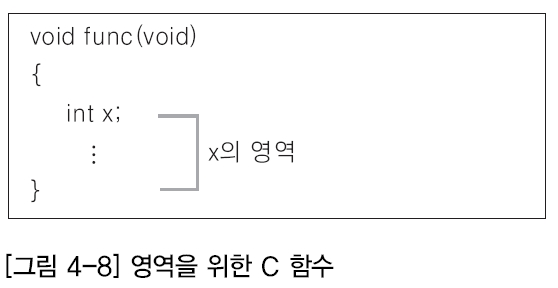 void func(void)
{
int x;
⋮
x의 영역
}
[그림 4-8] 영역을 위한 C 함수